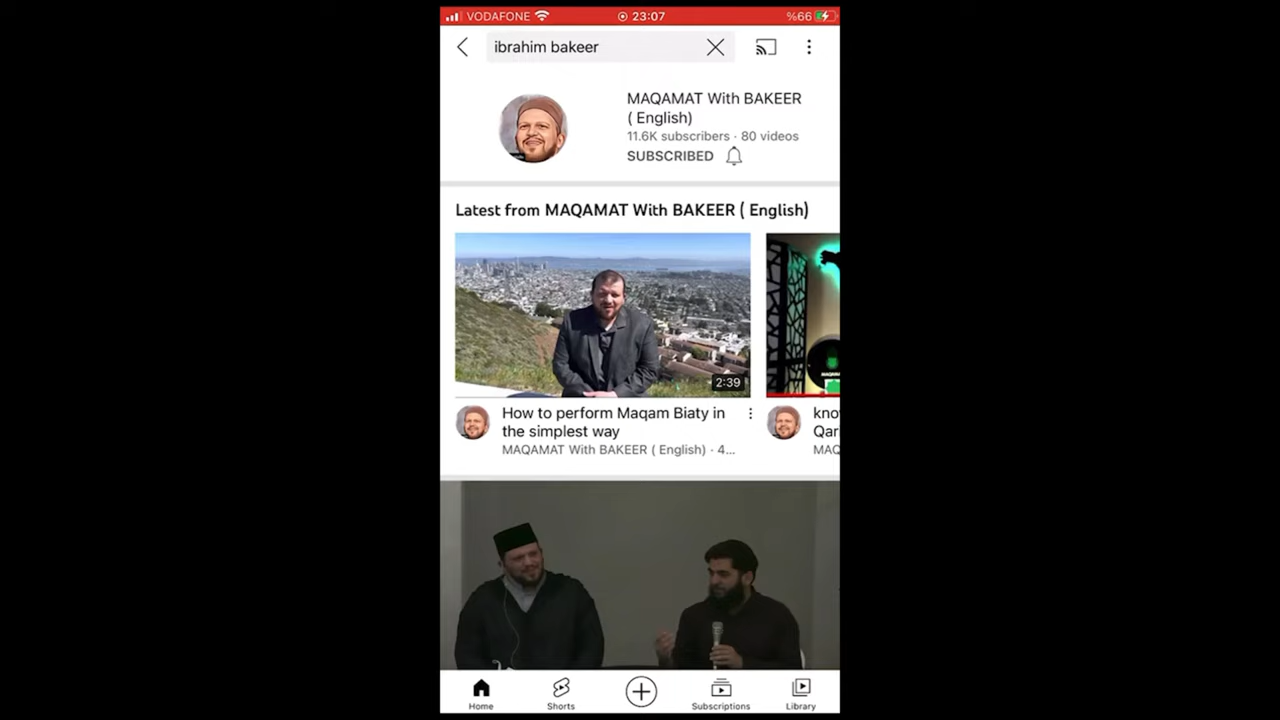 VODAFONE
23:07
%66
ibrahim bakeer
MAQAMAT With BAKEER
( English)
11.6K subscribers · 80 videos
SUBSCRIBED
Latest from MAQAMAT With BAKEER ( English)
2:39
How to perform Maqam Biaty in
the simplest way
MAQAMAT With BAKEER ( English) · 4...
Qar
MAQ
Home
Shorts
Subscriptions
Library